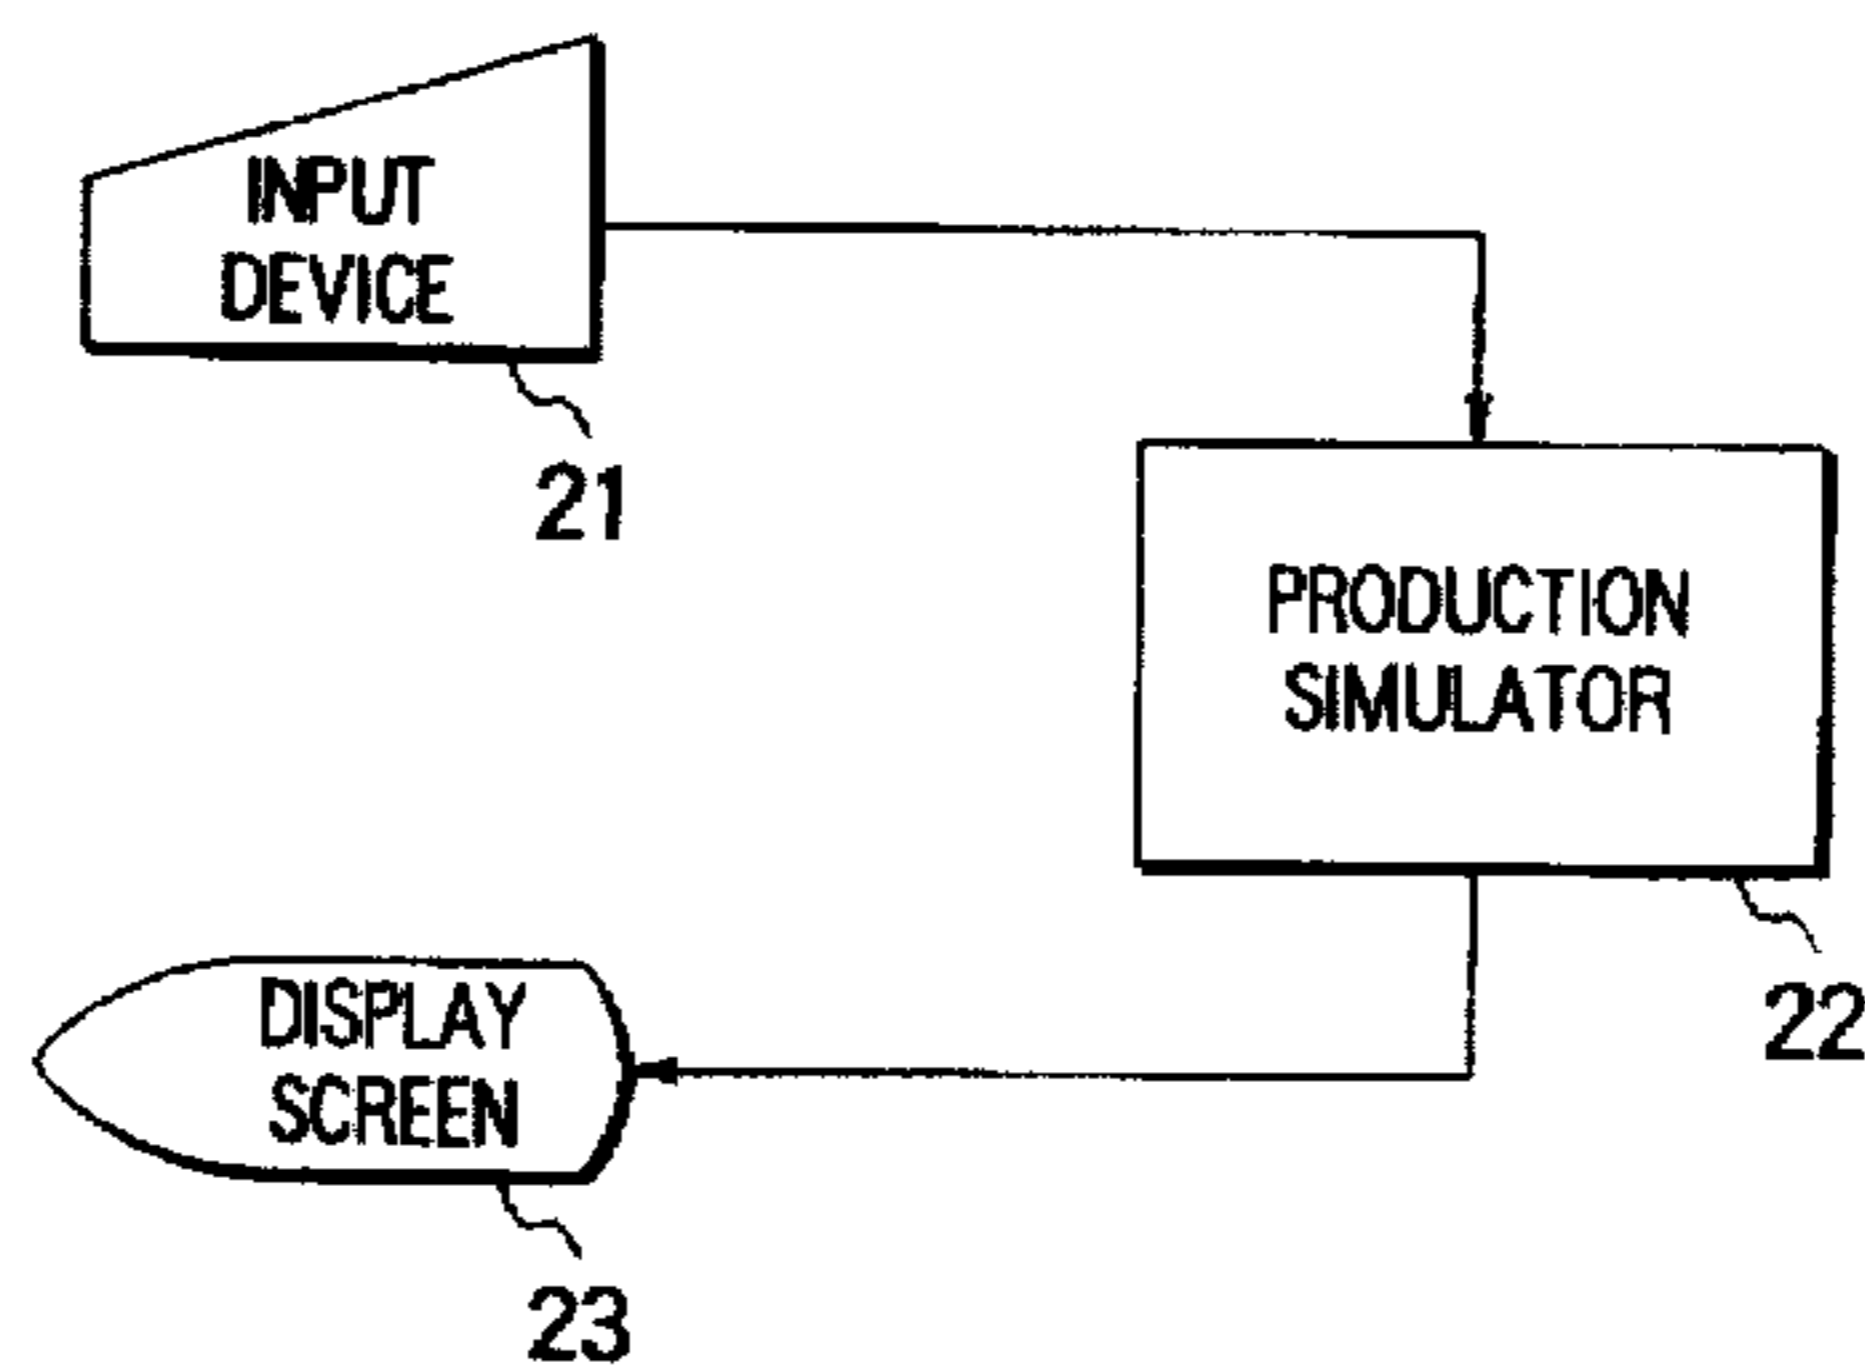 INPUT
DEVICE
21
PRODUCTION
SIMULATOR
22
DISPLAY
SCREEN
23